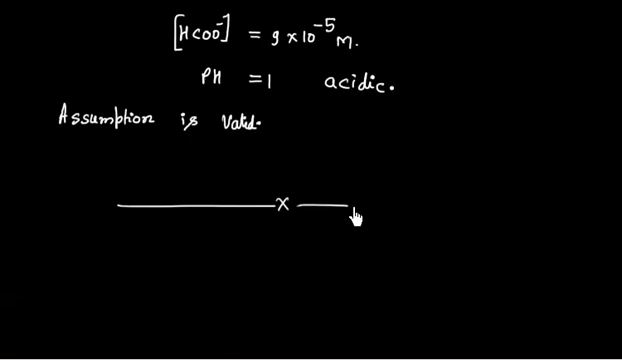 [HCOO⁻] = 9 x 10⁻⁵ M.
PH = 1 acidic.
Assumption is Valid.
x